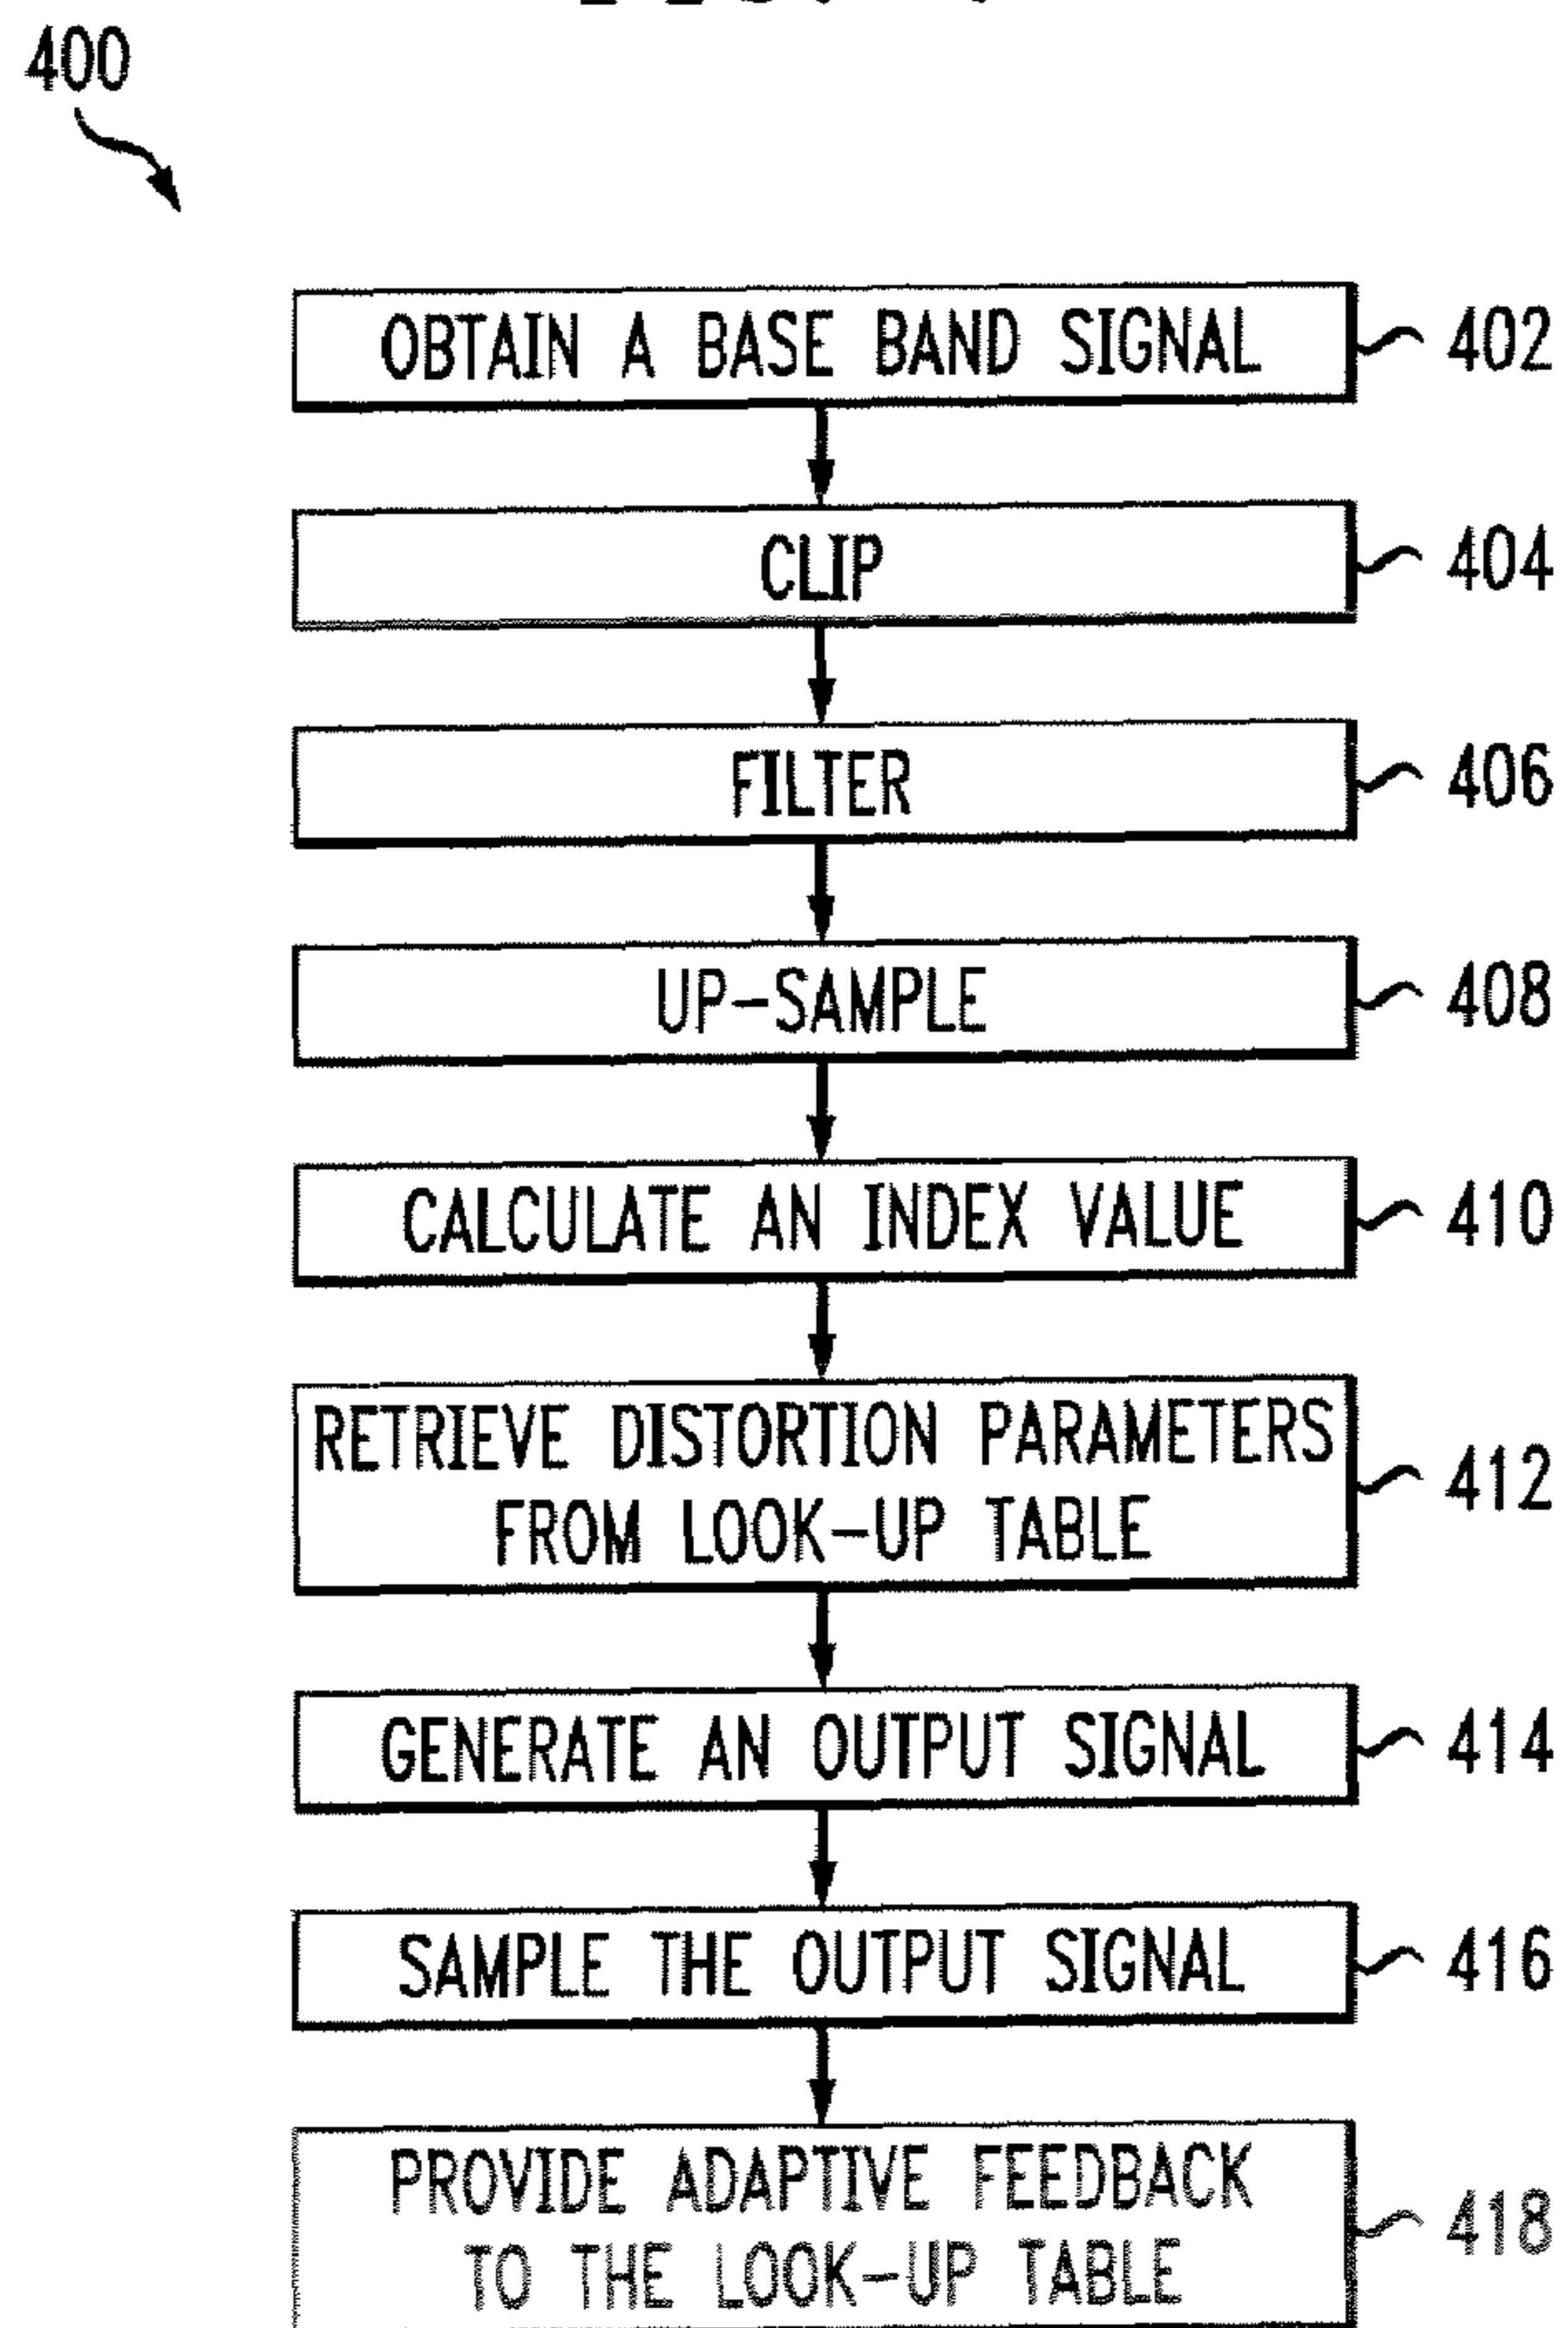 400
OBTAIN A BASE BAND SIGNAL 402
CLIP 404
FILTER 406
UP-SAMPLE 408
CALCULATE AN INDEX VALUE 410
RETRIEVE DISTORTION PARAMETERS
FROM LOOK-UP TABLE 412
GENERATE AN OUTPUT SIGNAL 414
SAMPLE THE OUTPUT SIGNAL 416
PROVIDE ADAPTIVE FEEDBACK
TO THE LOOK-UP TABLE 418